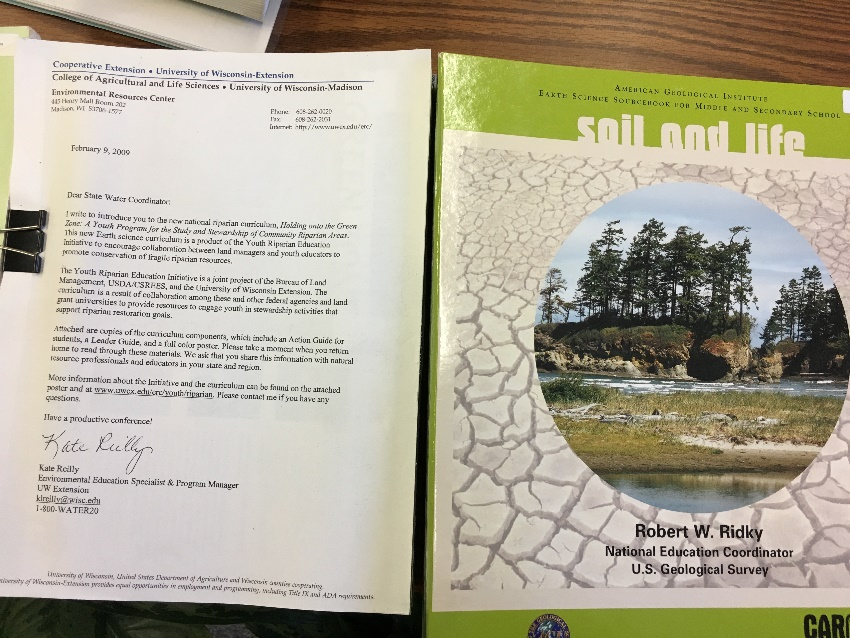 Cooperative Extension • University of Wisconsin-Extension
College of Agricultural and Life Sciences • University of Wisconsin-Madison
Environmental Resources Center
445 Henry Mall Room 202
Madison, WI 53706-1577
Phone: 608-262-0020
Fax: 608-262-2031
Internet: http://www.uwex.edu/erc/
February 9, 2009
Dear State Water Coordinator:
I write to introduce you to the new national riparian curriculum, Holding onto the Green
Zone: A Youth Program for the Study and Stewardship of Community Riparian Areas.
This new Earth science curriculum is a product of the Youth Riparian Education
Initiative to encourage collaboration between land managers and youth educators to
promote conservation of fragile riparian resources.
The Youth Riparian Education Initiative is a joint project of the Bureau of Land
Management, USDA/CSREES, and the University of Wisconsin Extension. The
curriculum is a result of collaboration among these and other federal agencies and land
grant universities to provide resources to engage youth in stewardship activities that
support riparian restoration goals.
Attached are copies of the curriculum components, which include an Action Guide for
students, a Leader Guide, and a full color poster. Please take a moment when you return
home to read through these materials. We ask that you share this information with natural
resource professionals and educators in your state and region.
More information about the Initiative and the curriculum can be found on the attached
poster and at www.uwex.edu/erc/youth/riparian. Please contact me if you have any
questions.
Have a productive conference!
Kate Reilly
Kate Reilly
Environmental Education Specialist & Program Manager
UW Extension
klreilly@wisc.edu
1-800-WATER20
University of Wisconsin, United States Department of Agriculture and Wisconsin counties cooperating.
University of Wisconsin-Extension provides equal opportunities in employment and programming, including Title IX and ADA requirements.
American Geological Institute
Earth Science Sourcebook for Middle and Secondary School
soil and life
Robert W. Ridky
National Education Coordinator
U.S. Geological Survey